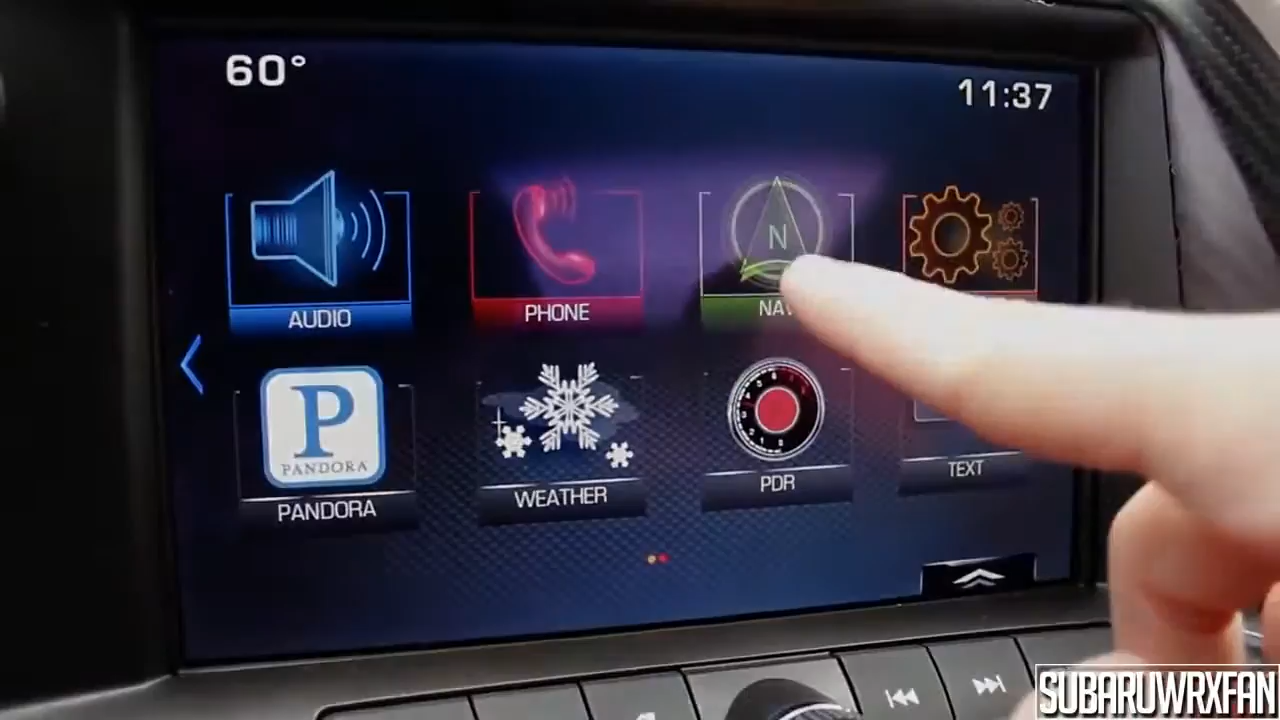 60°
11:37
AUDIO
PHONE
N
NAV
P
PANDORA
PANDORA
WEATHER
PDR
TEXT
SUBARUWRXFAN